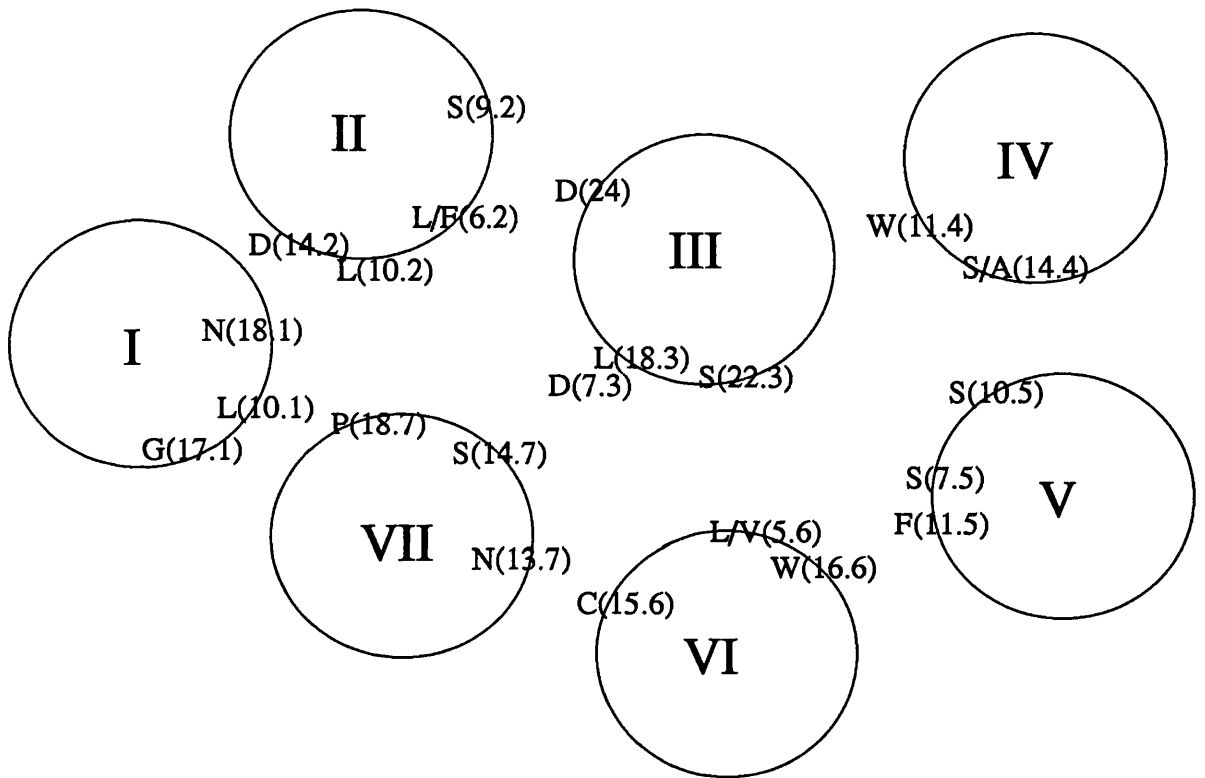 II
S(9.2)
L/F(6.2)
D(14.2)
L(10.2)
IV
W(11.4)
S/A(14.4)
D(24)
III
L(18.3)
S(22.3)
D(7.3)
I
N(18.1)
L(10.1)
G(17.1)
P(18.7)
S(14.7)
VII
N(13.7)
S(10.5)
S(7.5)
V
F(11.5)
L/V(5.6)
W(16.6)
C(15.6)
VI